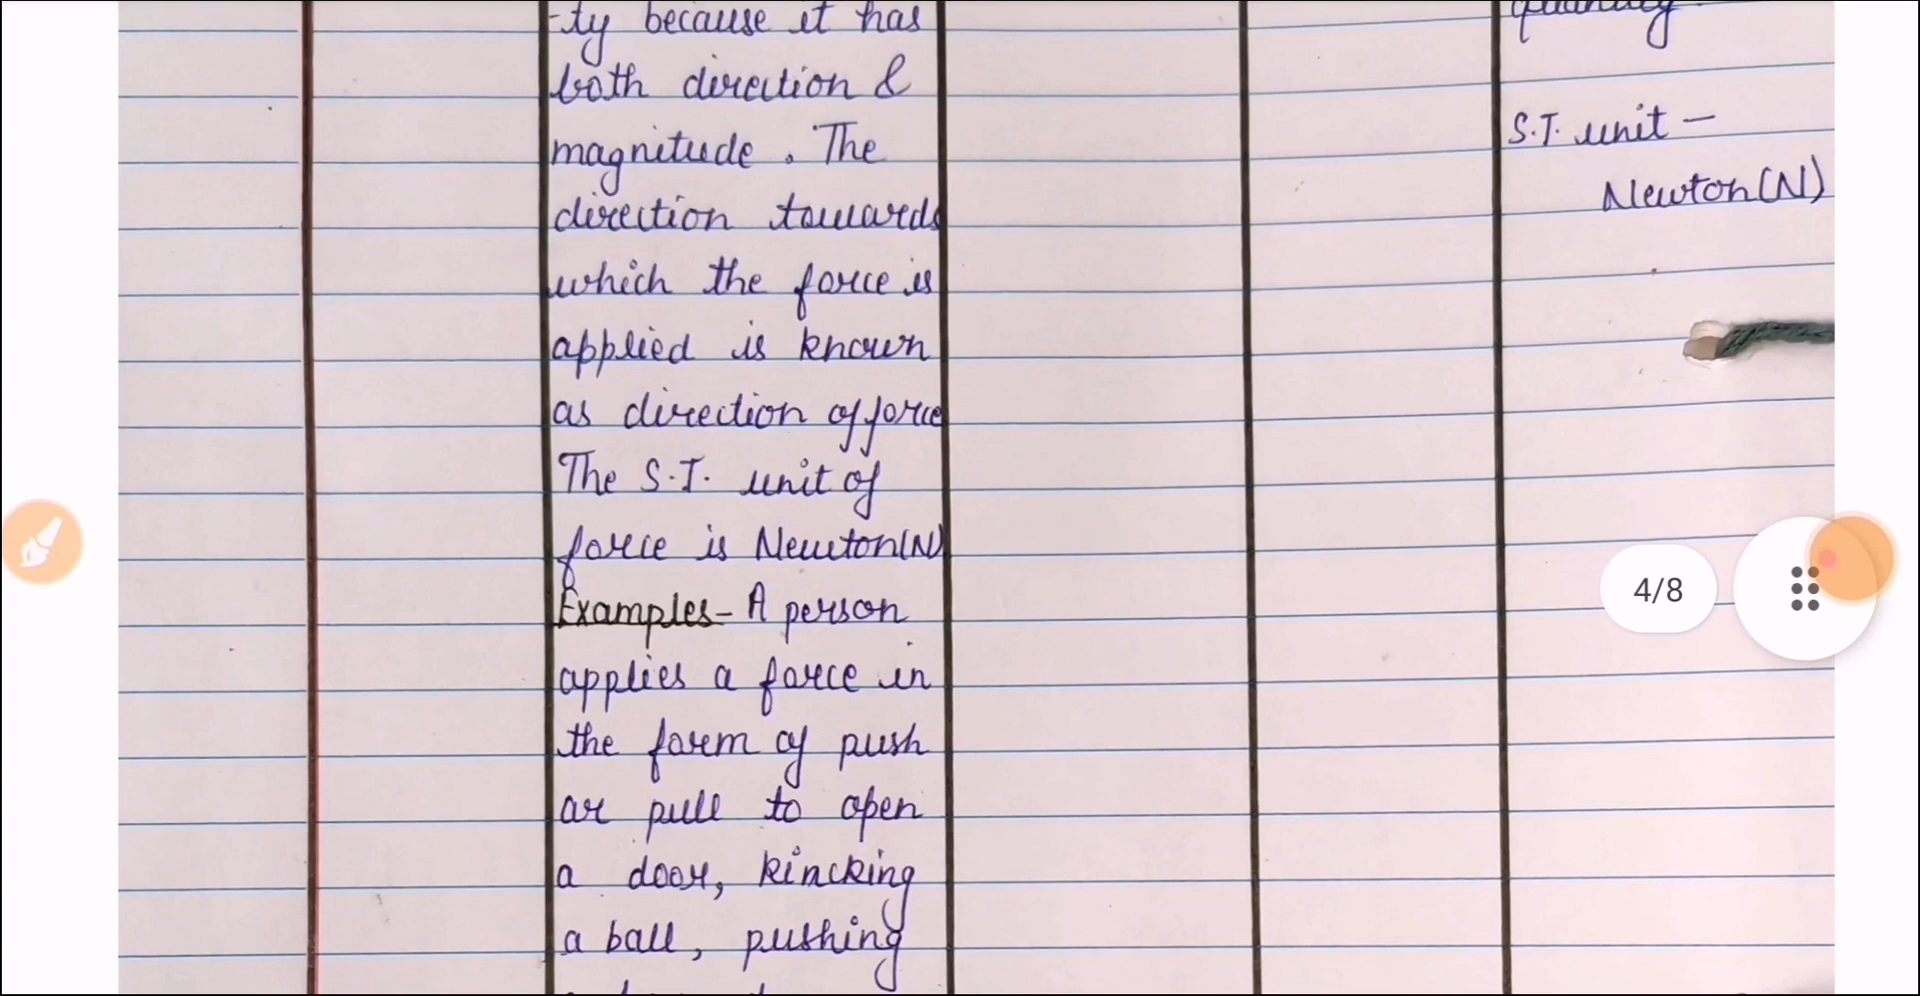 -ty because it has
both direction &
magnitude. The
direction towards
which the force is
applied is known
as direction of force
The S.I. unit of
force is Newton(N)
Examples- A person
applies a force in
the form of push
or pull to open
a door, kincking
a ball, pushing
quantity
S.I. unit -
Newton(N)
4/8